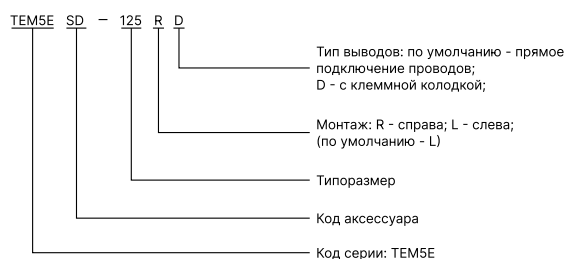 TEM5E SD – 125 R D
Тип выводов: по умолчанию - прямое
подключение проводов;
D - с клеммной колодкой;
Монтаж: R - справа; L - слева;
(по умолчанию - L)
Типоразмер
Код аксессуара
Код серии: TEM5E